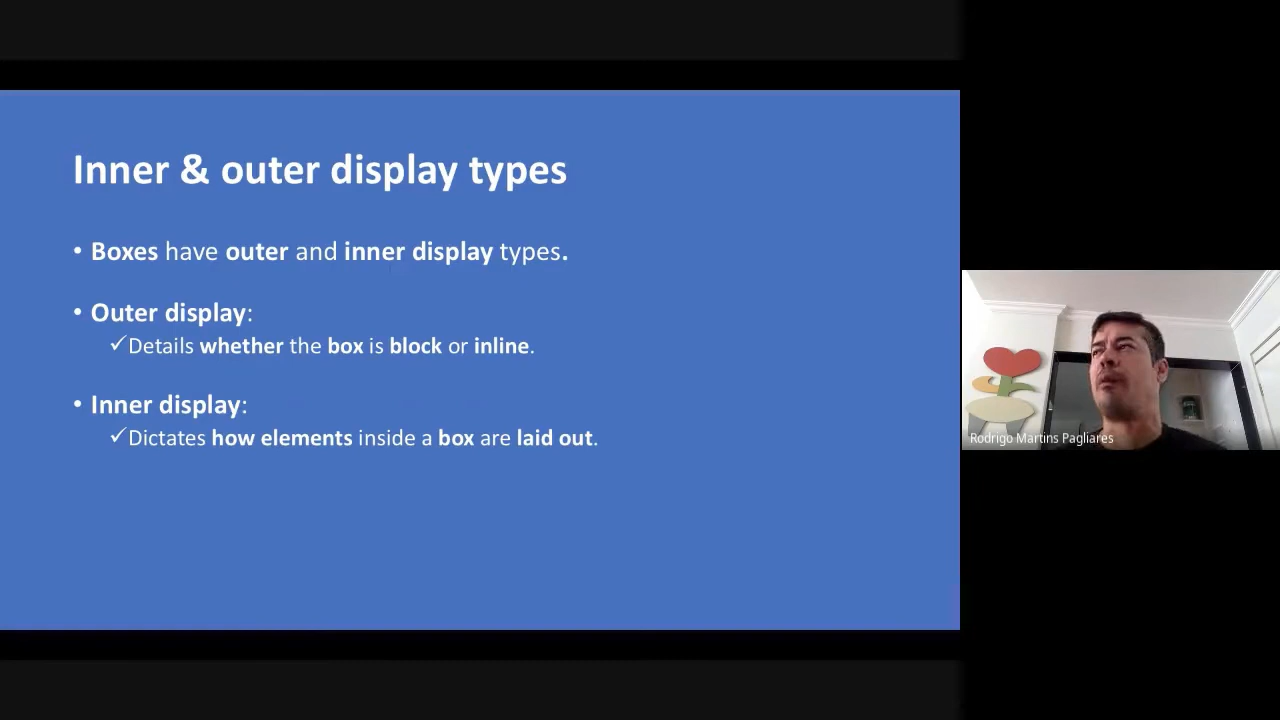 Inner & outer display types
• Boxes have outer and inner display types.
• Outer display:
✓Details whether the box is block or inline.
• Inner display:
✓Dictates how elements inside a box are laid out.
Rodrigo Martins Pagliares